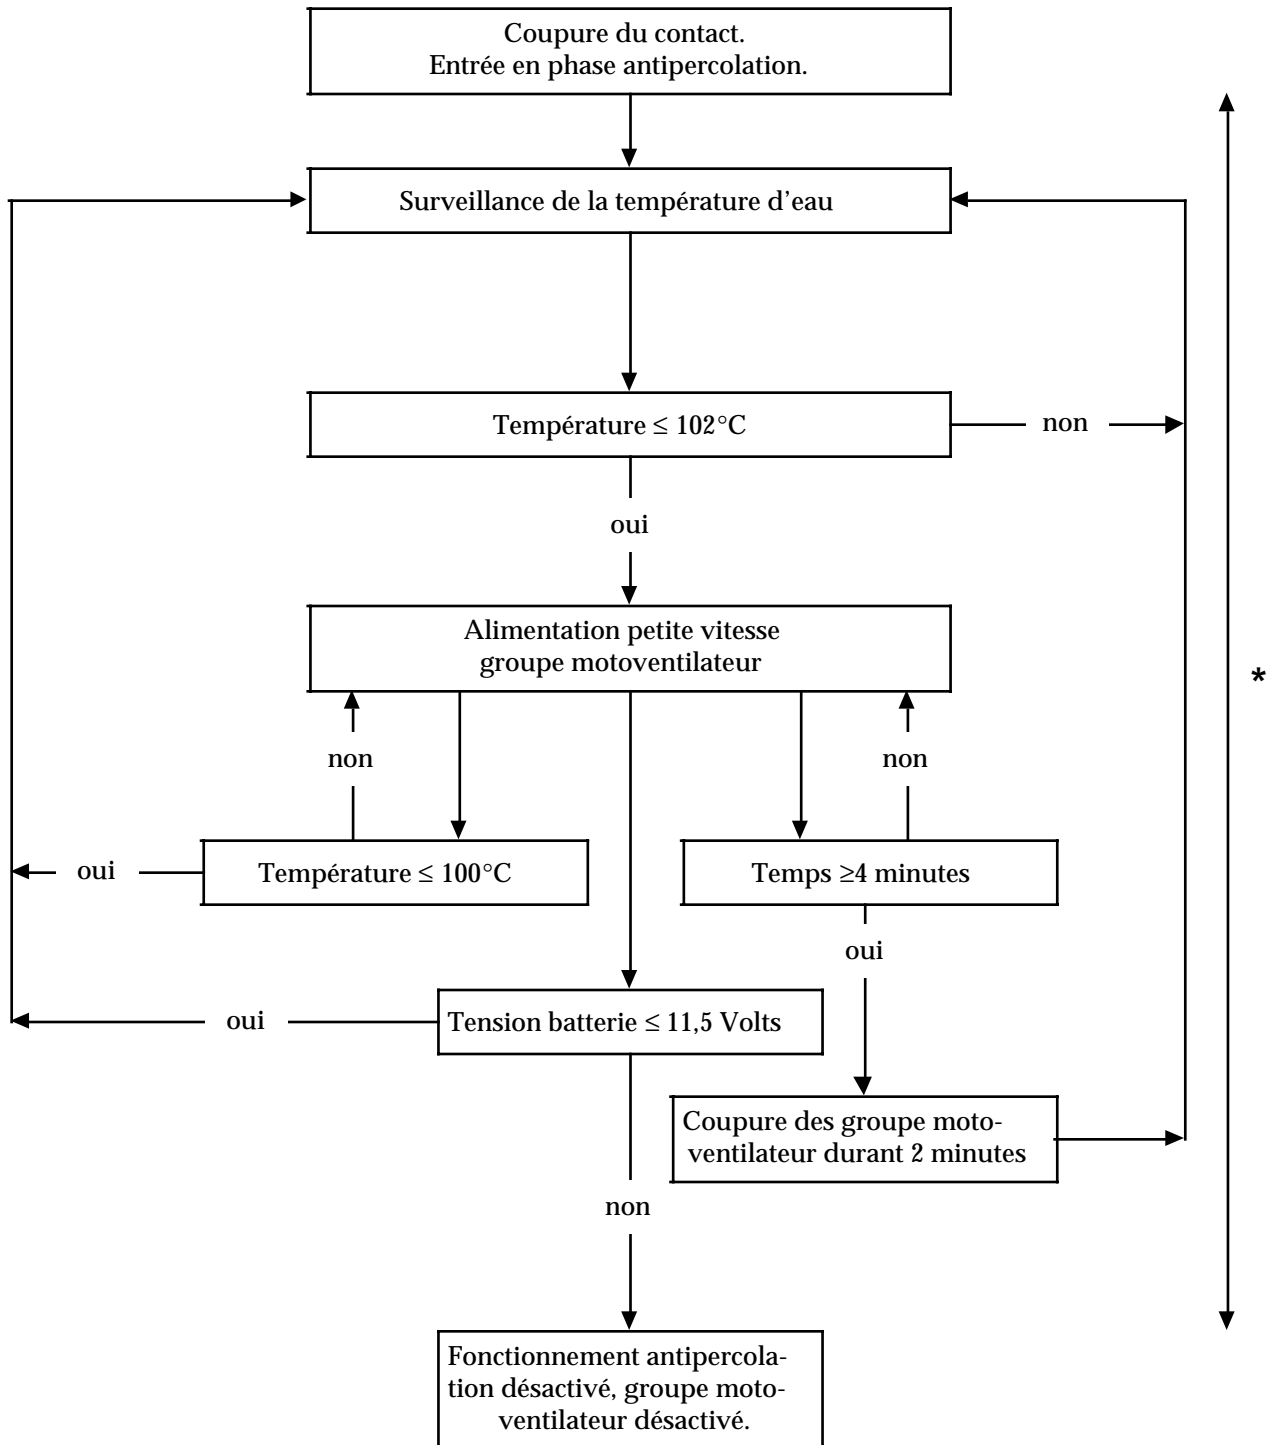 Coupure du contact.
Entrée en phase antipercolation.
Surveillance de la température d’eau
Température ≤ 102°C
non
oui
Alimentation petite vitesse
groupe motoventilateur
*
non
non
oui
Température ≤ 100°C
Temps ≥4 minutes
oui
oui
Tension batterie ≤ 11,5 Volts
Coupure des groupe moto-
ventilateur durant 2 minutes
non
Fonctionnement antipercola-
tion désactivé, groupe moto-
ventilateur désactivé.